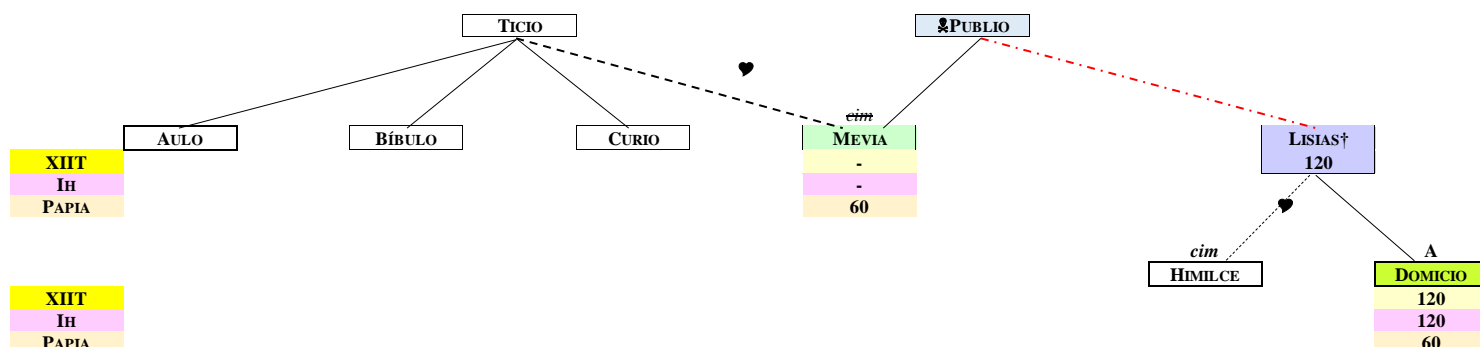 TICIO
PUBLIO
cim
AULO
BÍBULO
CURIO
MEVIA
LISIAS†
XIIT
-
120
IH
-
PAPIA
60
cim
A
HIMILCE
DOMICIO
XIIT
120
IH
120
PAPIA
60